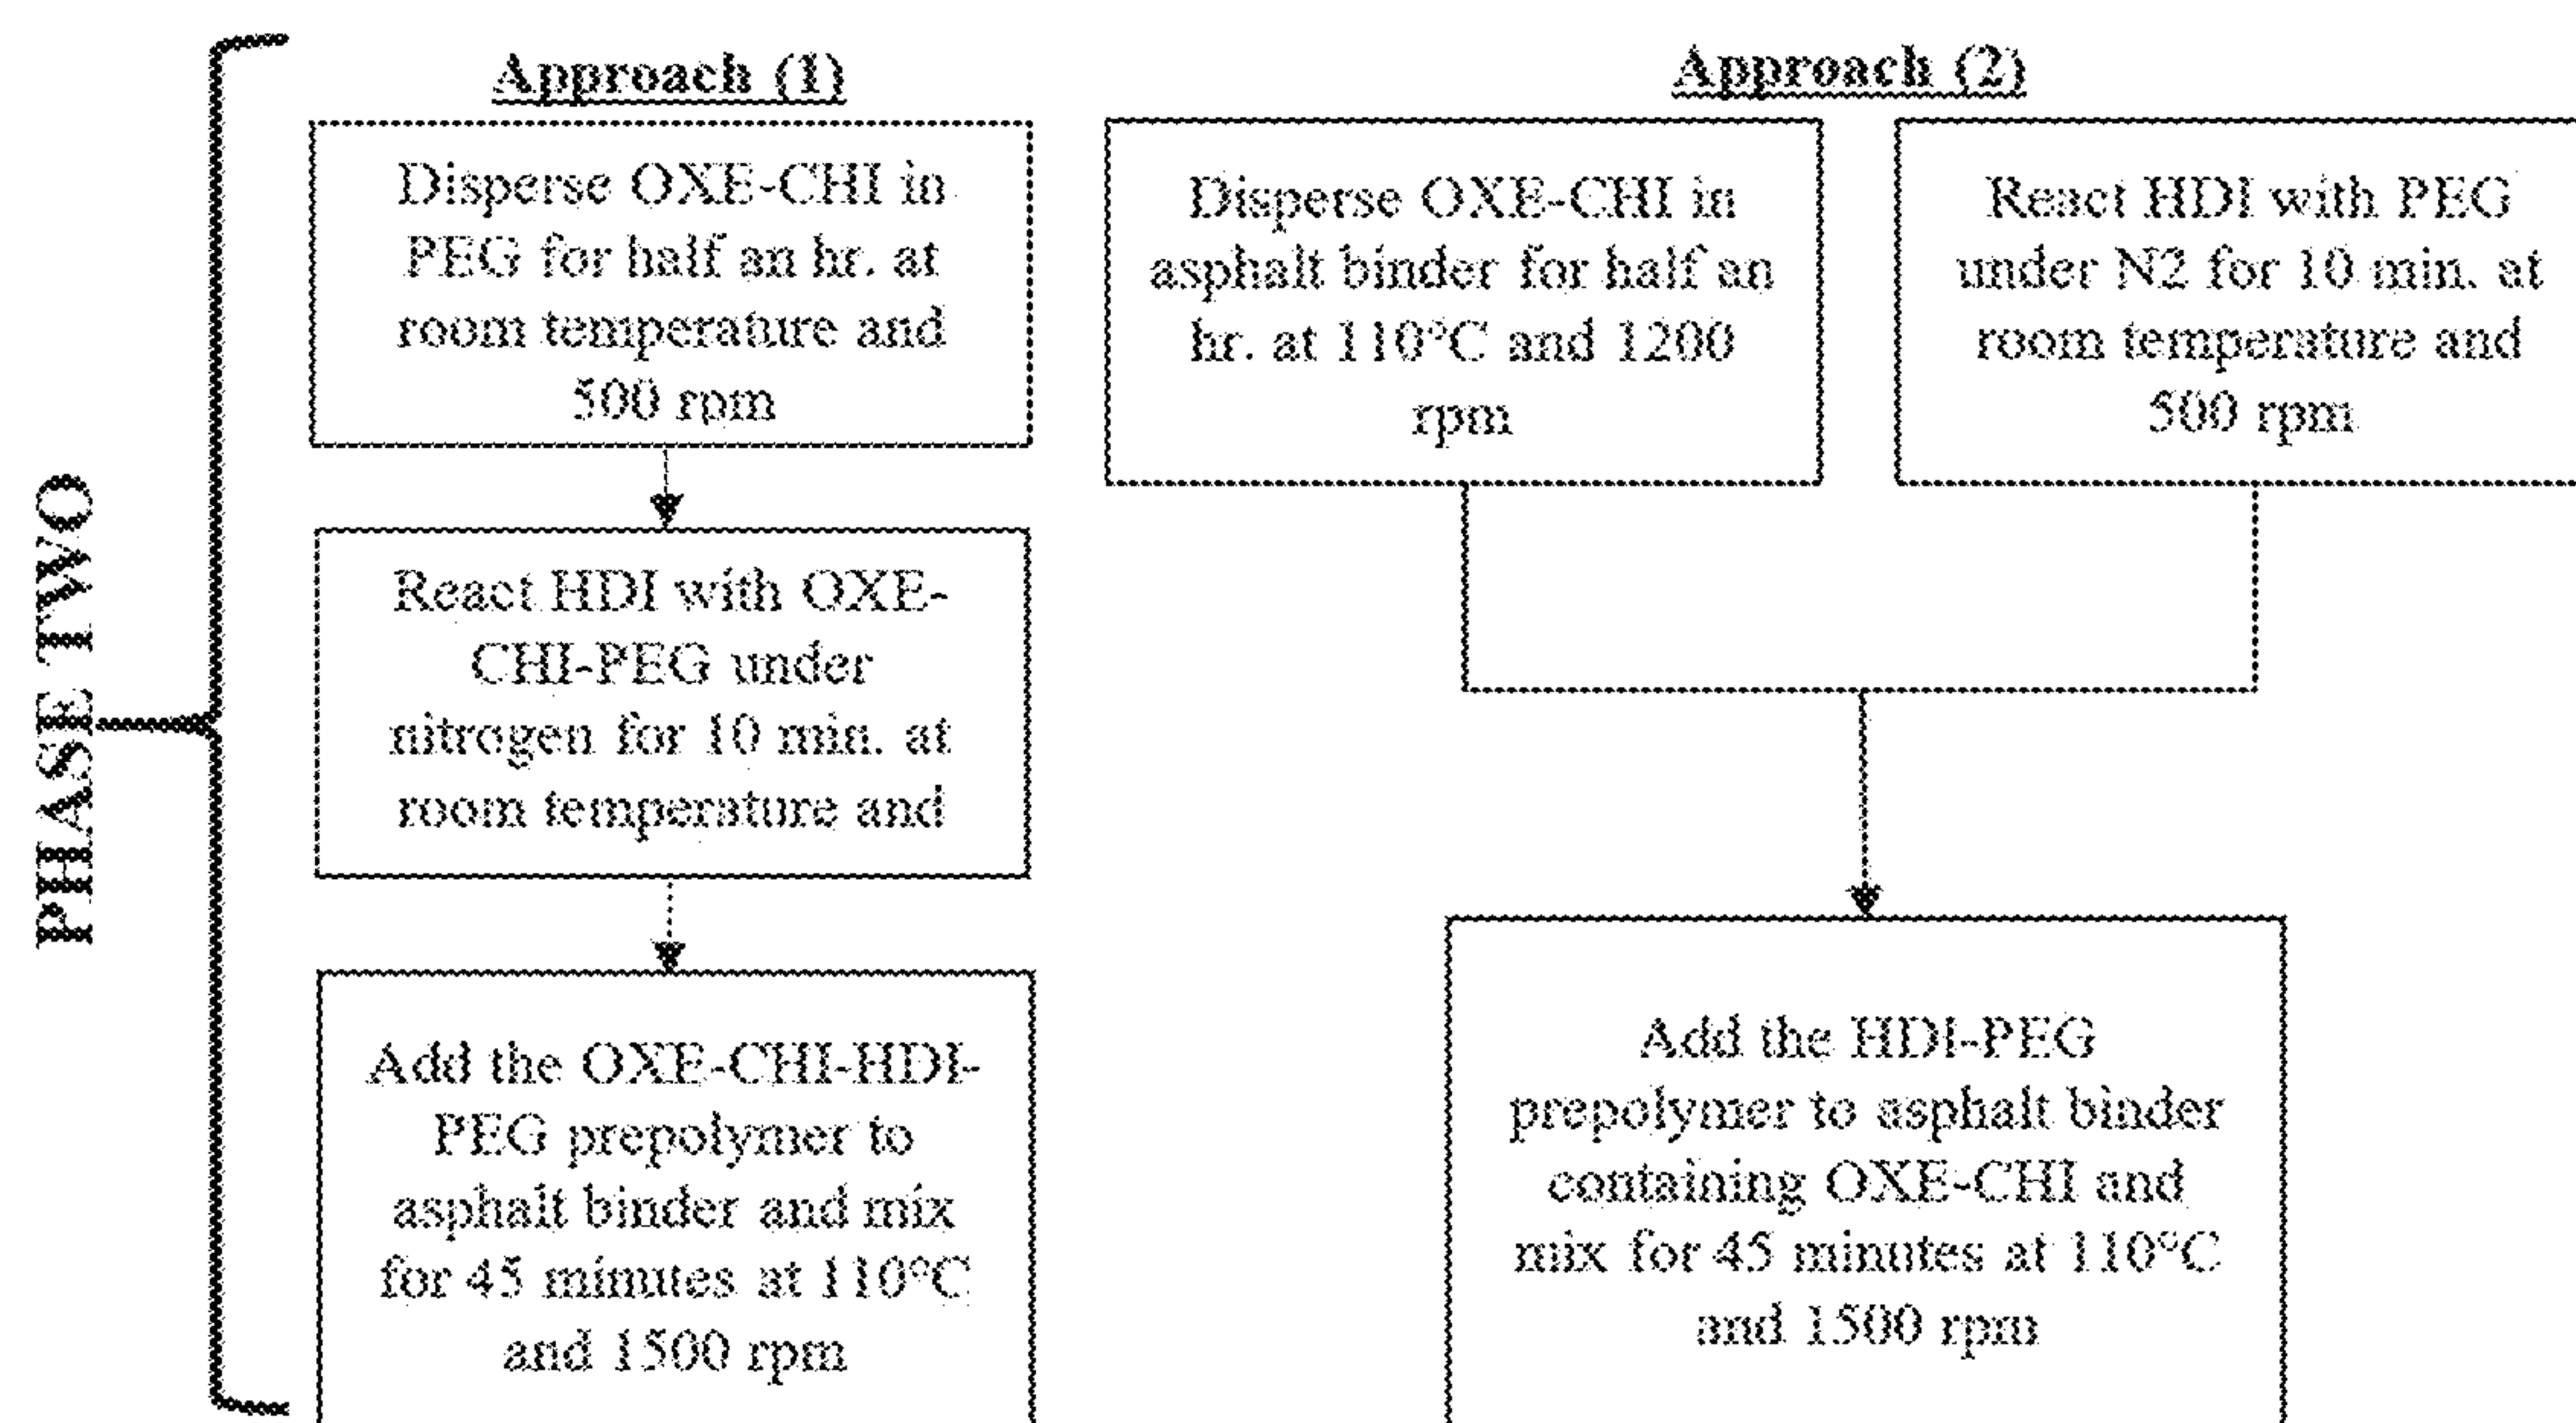 PHASE TWO
Approach (1)
Disperse OXE-CHI in
PEG for half an hr. at
room temperature and
500 rpm
React HDI with OXE-
CHI-PEG under
nitrogen for 10 min. at
room temperature and
Add the OXE-CHI-HDI-
PEG prepolymer to
asphalt binder and mix
for 45 minutes at 110°C
and 1500 rpm
Approach (2)
Disperse OXE-CHI in
asphalt binder for half an
hr. at 110°C and 1200
rpm
React HDI with PEG
under N2 for 10 min. at
room temperature and
500 rpm
Add the HDI-PEG
prepolymer to asphalt binder
containing OXE-CHI and
mix for 45 minutes at 110°C
and 1500 rpm